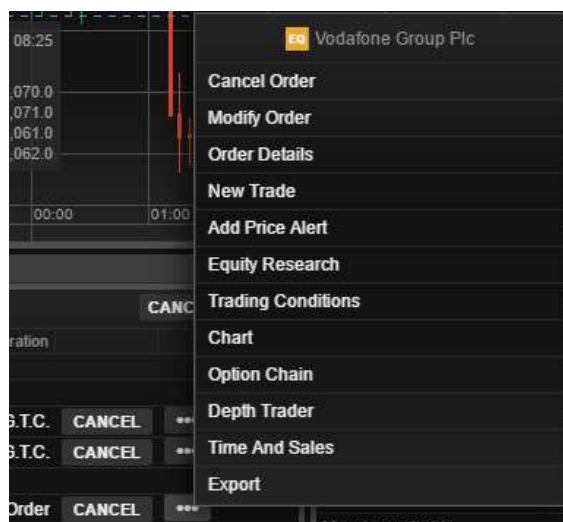 08:25
,070.0
,071.0
,061.0
,062.0
00:00
01:00
CANC
ration
G.T.C. CANCEL •••
G.T.C. CANCEL •••
Order CANCEL •••
EQ Vodafone Group Plc
Cancel Order
Modify Order
Order Details
New Trade
Add Price Alert
Equity Research
Trading Conditions
Chart
Option Chain
Depth Trader
Time And Sales
Export